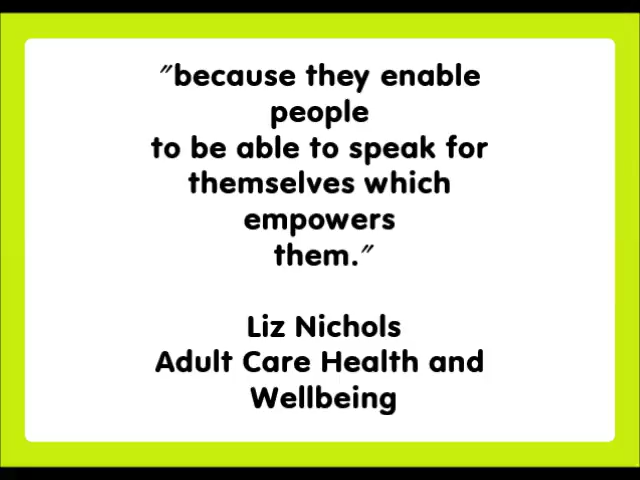 "because they enable
people
to be able to speak for
themselves which
empowers
them."
Liz Nichols
Adult Care Health and
Wellbeing